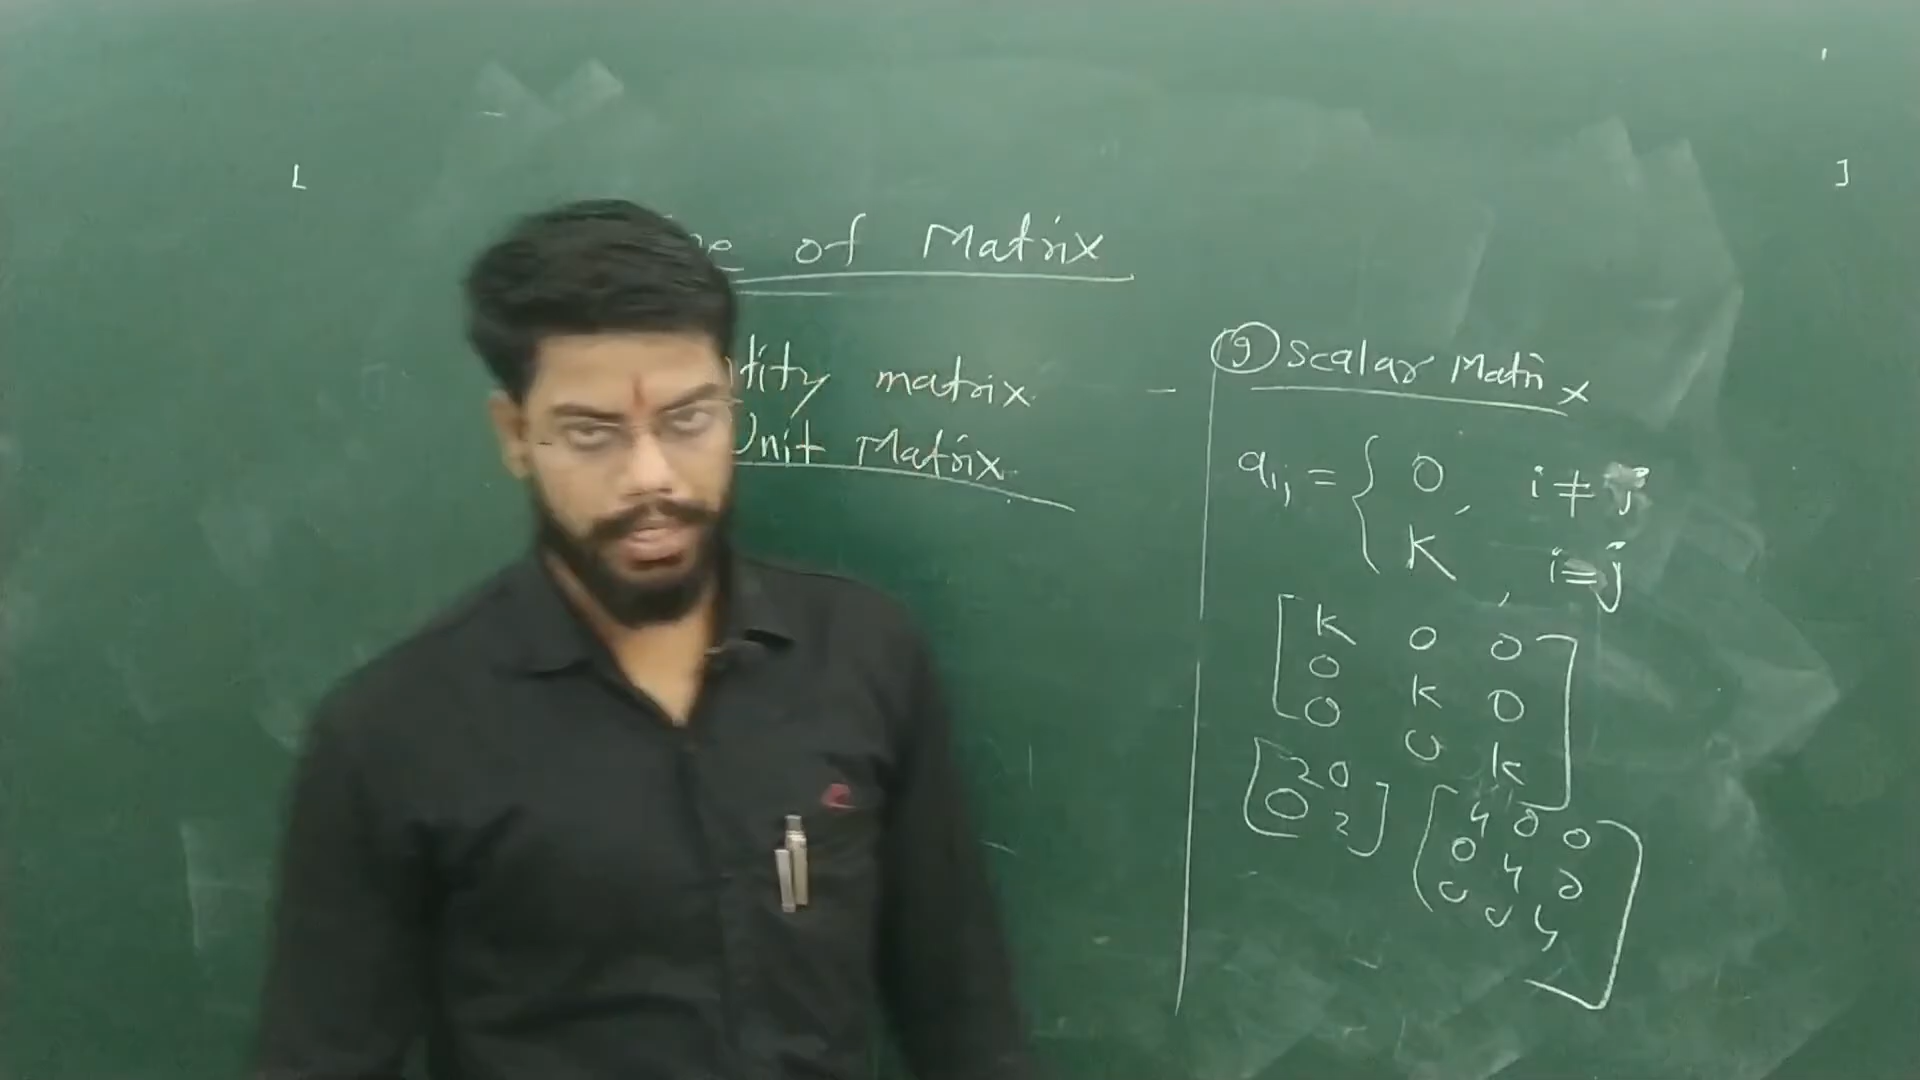 of Matrix
matrix
Unit Matrix
9 Scalar Matrix
aij = { 0, i ≠ j
K, i = j
[ K 0 0
0 K 0
0 0 K ]
[ 2 0
0 2 ]
[ 4 0 0
0 4 0
0 0 4 ]